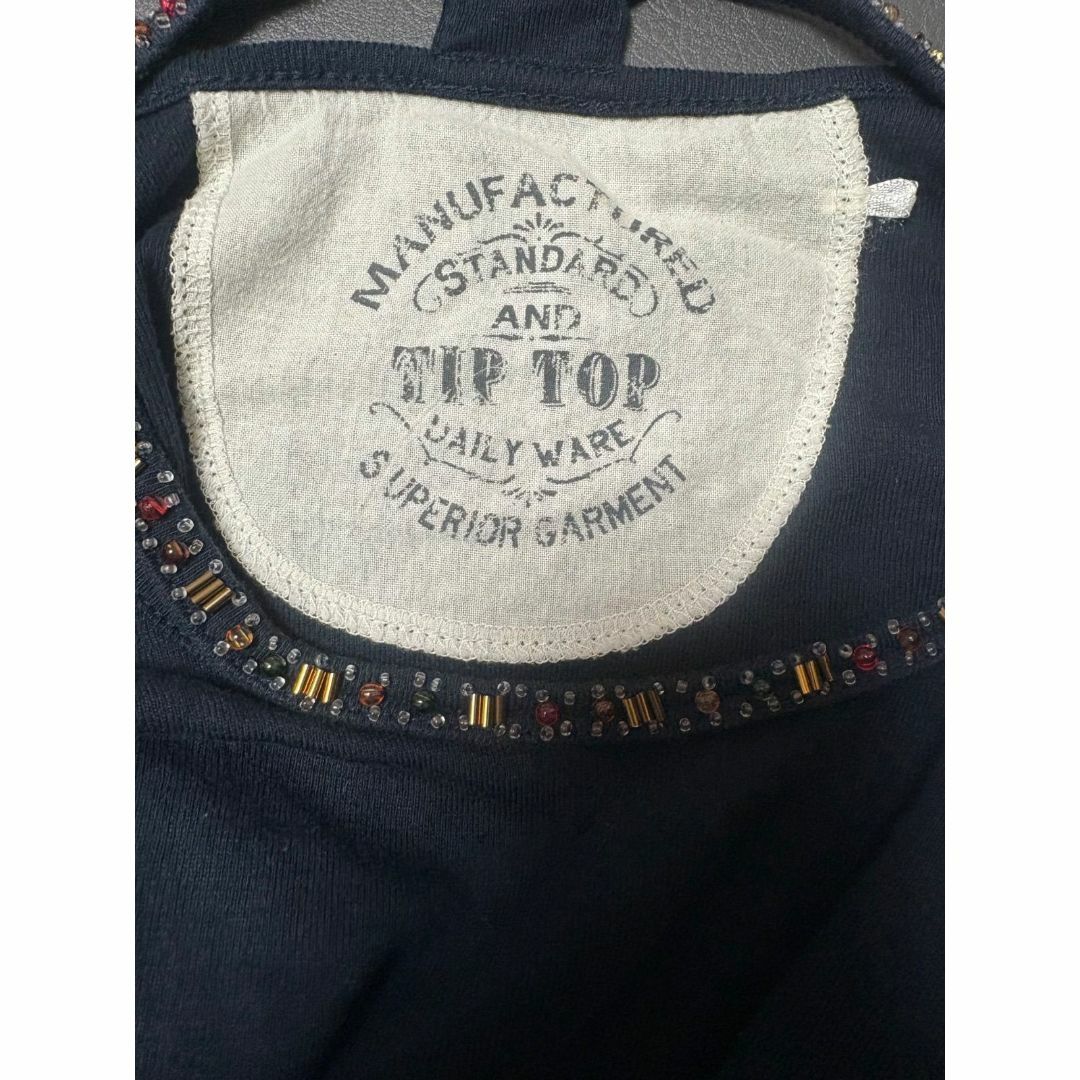 MANUFACTURED
STANDARD
AND
TIP TOP
DAILY WARE
SUPERIOR GARMENT